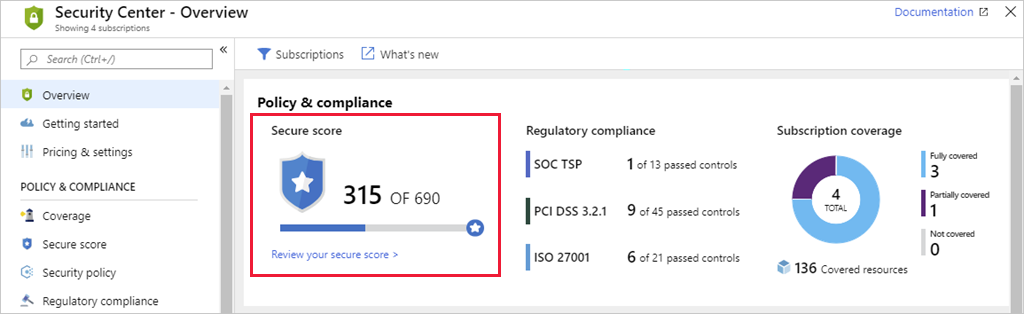 Security Center - Overview
Showing 4 subscriptions
Documentation
Search (Ctrl+/)
Overview
Getting started
Pricing & settings
POLICY & COMPLIANCE
Coverage
Secure score
Security policy
Regulatory compliance
Subscriptions
What's new
Policy & compliance
Secure score
315 OF 690
Review your secure score >
Regulatory compliance
SOC TSP 1 of 13 passed controls
PCI DSS 3.2.1 9 of 45 passed controls
ISO 27001 6 of 21 passed controls
Subscription coverage
4
TOTAL
Fully covered
3
Partially covered
1
Not covered
0
136 Covered resources